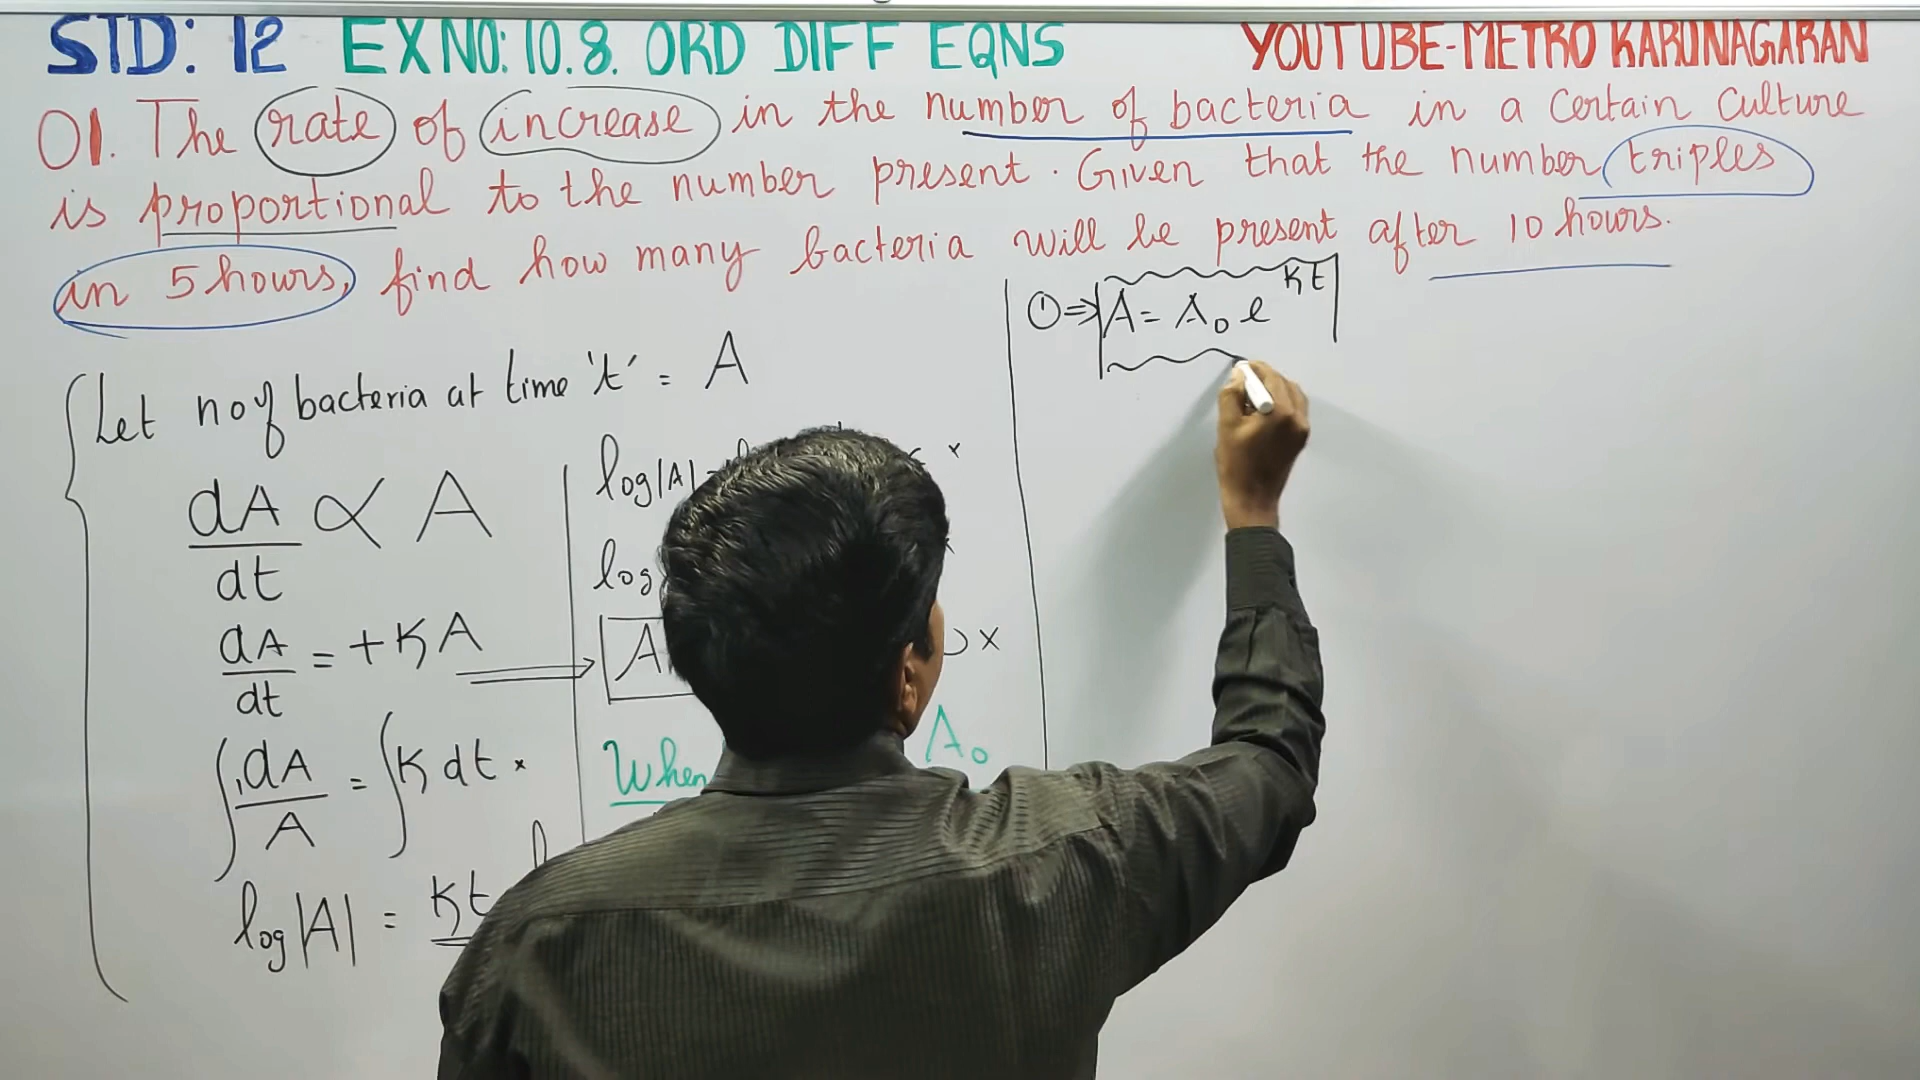 STD: 12 EX NO: 10.8. ORD DIFF EQNS YOUTUBE-METRO KARUNAGARAN
01. The rate of increase in the number of bacteria in a certain culture
is proportional to the number present. Given that the number triples
in 5 hours, find how many bacteria will be present after 10 hours.
Let no of bacteria at time 't' = A
dA/dt ∝ A
dA/dt = +KA ⇒
∫ dA/A = ∫ K dt
log|A| = Kt
log|A|
log
A
When A₀
① ⇒ A = A₀ e^Kt